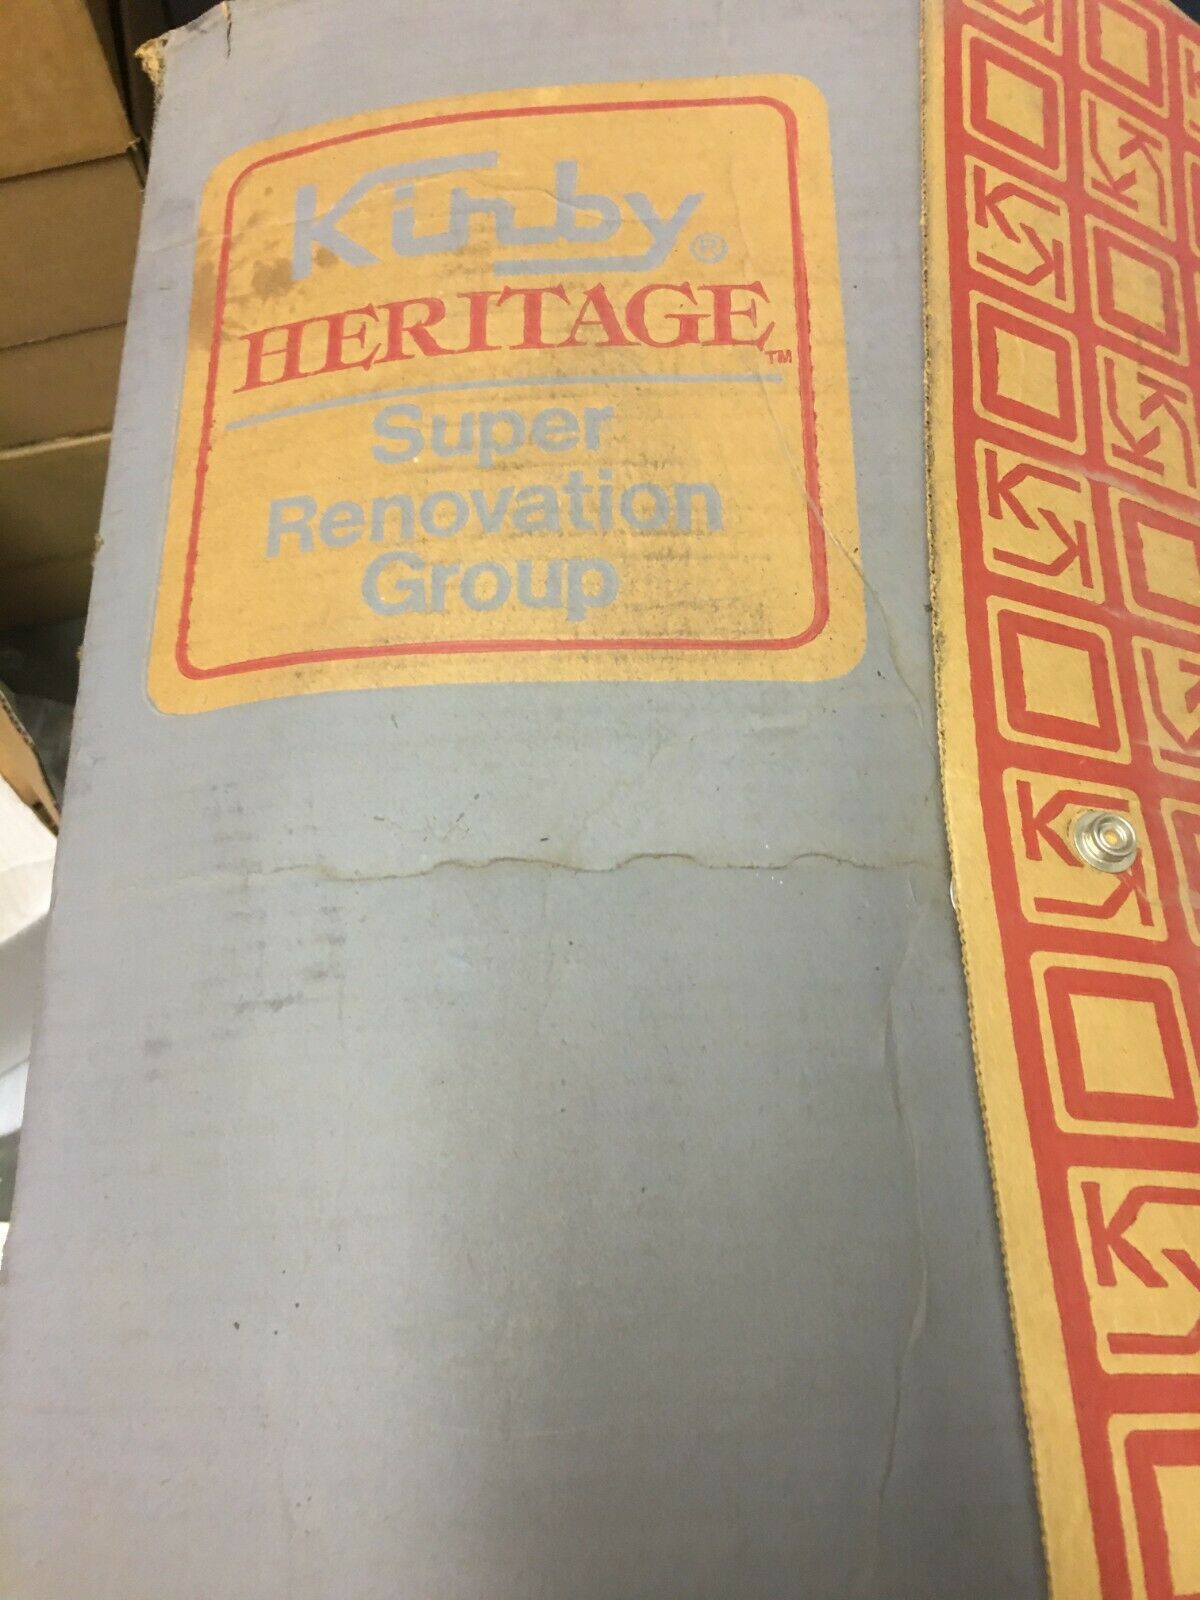 Kirby®
HERITAGE™
Super
Renovation
Group